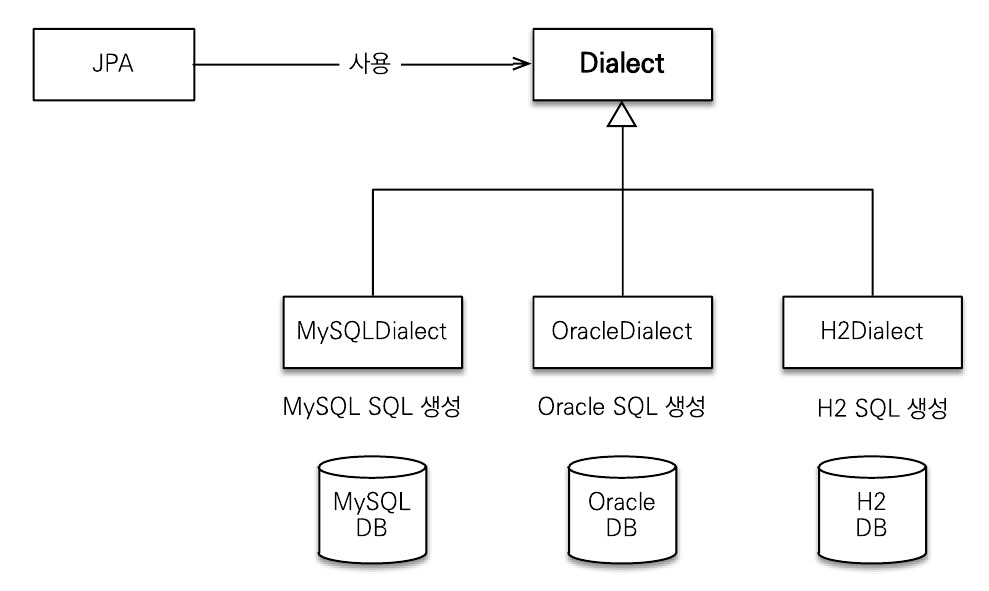 JPA
사용
Dialect
MySQLDialect
OracleDialect
H2Dialect
MySQL SQL 생성
Oracle SQL 생성
H2 SQL 생성
MySQL
DB
Oracle
DB
H2
DB